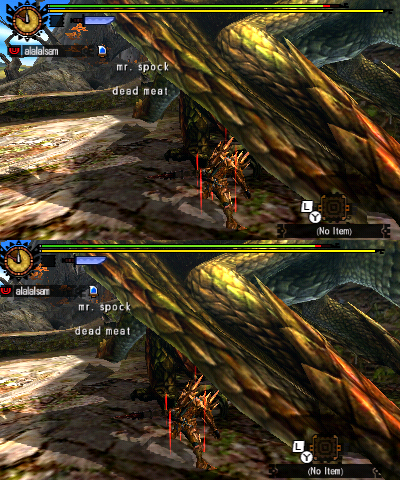 alalalsam
mr. spock
dead meat
L
Y
(No Item)
alalalsam
mr. spock
dead meat
L
Y
(No Item)